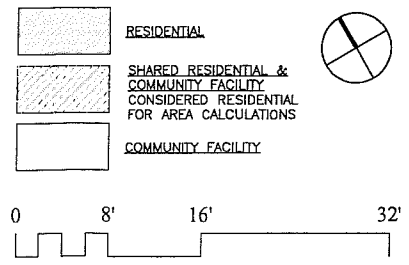 RESIDENTIAL
SHARED RESIDENTIAL &
COMMUNITY FACILITY
CONSIDERED RESIDENTIAL
FOR AREA CALCULATIONS
COMMUNITY FACILITY
0 8' 16' 32'